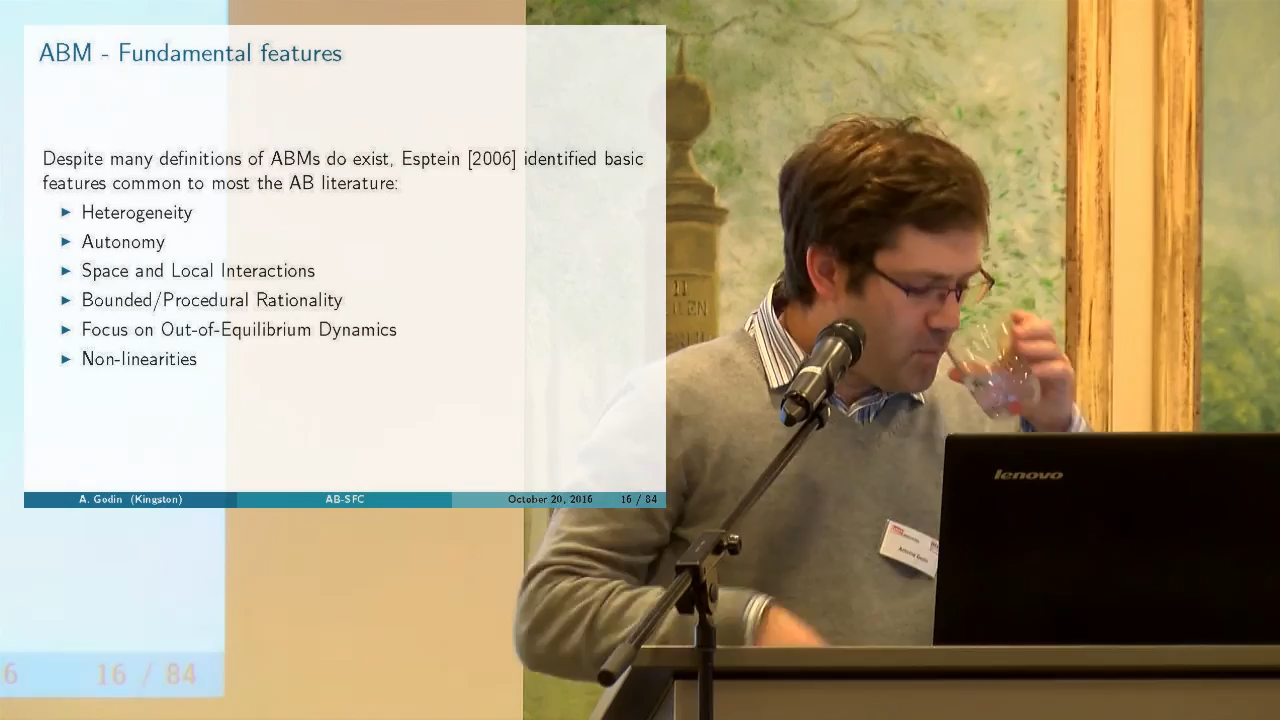 ABM - Fundamental features
Despite many definitions of ABMs do exist, Esptein [2006] identified basic
features common to most the AB literature:
Heterogeneity
Autonomy
Space and Local Interactions
Bounded/Procedural Rationality
Focus on Out-of-Equilibrium Dynamics
Non-linearities
A. Godin (Kingston) AB-SFC October 20, 2016 16 / 84
6 16 / 84
lenovo